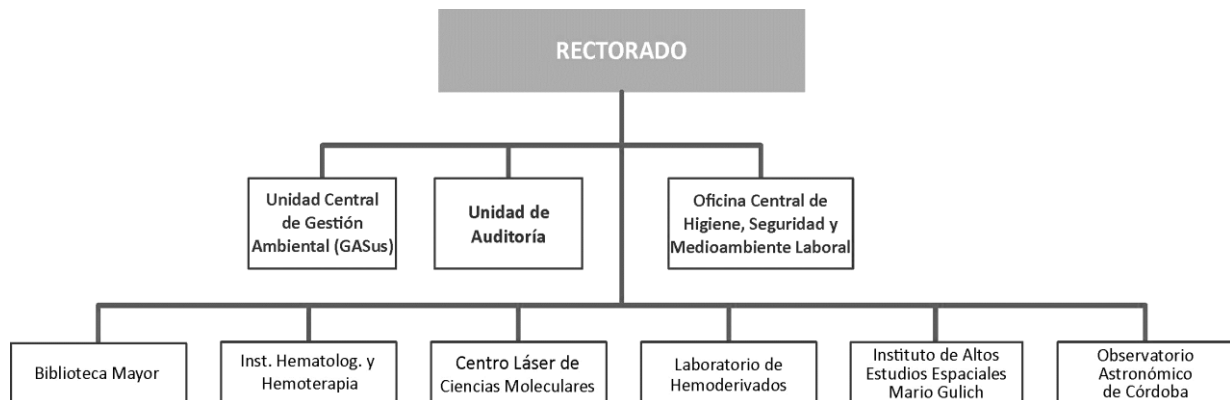 RECTORADO
Unidad Central
de Gestión
Ambiental (GASus)
Unidad de
Auditoría
Oficina Central de
Higiene, Seguridad y
Medioambiente Laboral
Biblioteca Mayor
Inst. Hematolog. y
Hemoterapia
Centro Láser de
Ciencias Moleculares
Laboratorio de
Hemoderivados
Instituto de Altos
Estudios Espaciales
Mario Gulich
Observatorio
Astronómico
de Córdoba